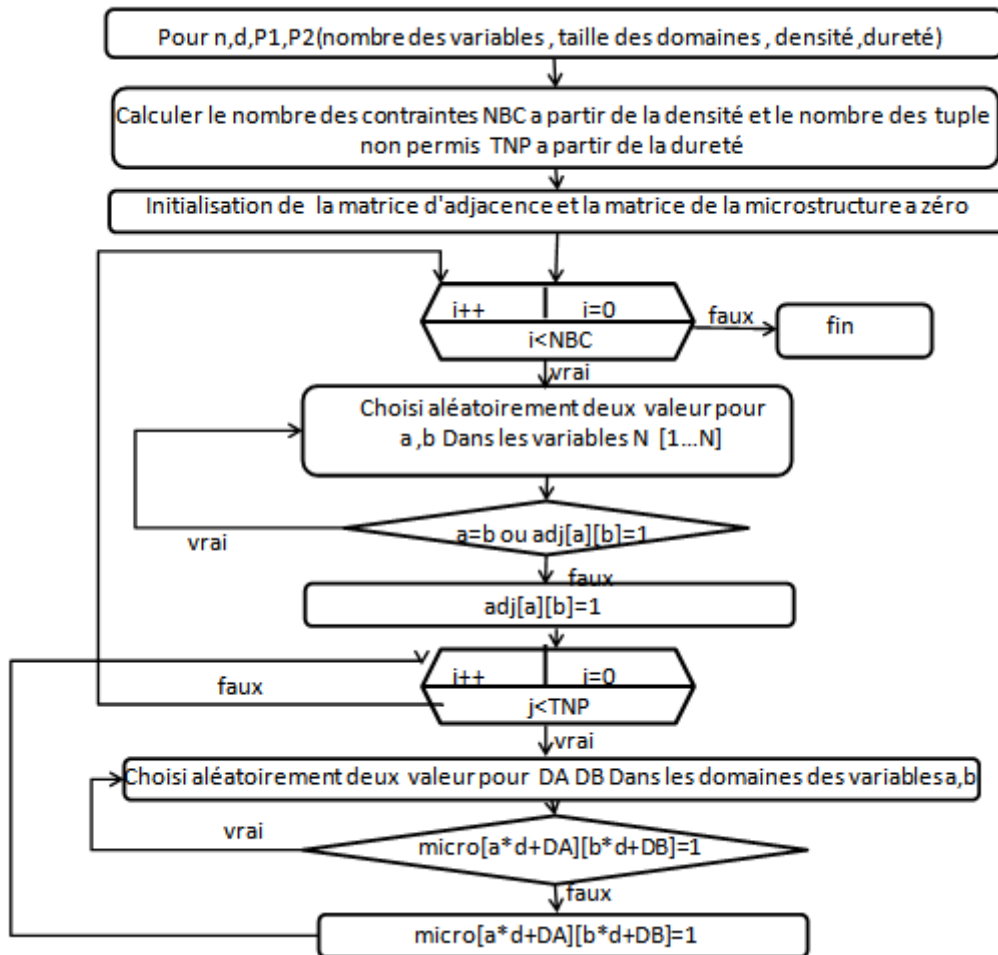 Pour n,d,P1,P2(nombre des variables , taille des domaines , densité ,dureté)
Calculer le nombre des contraintes NBC a partir de la densité et le nombre des tuple
non permis TNP a partir de la dureté
Initialisation de la matrice d'adjacence et la matrice de la microstructure a zéro
i++ i=0
i<NBC
faux
fin
vrai
Choisi aléatoirement deux valeur pour
a ,b Dans les variables N [1...N]
a=b ou adj[a][b]=1
vrai
faux
adj[a][b]=1
i++ i=0
j<TNP
faux
vrai
Choisi aléatoirement deux valeur pour DA DB Dans les domaines des variables a,b
vrai
micro[a*d+DA][b*d+DB]=1
faux
micro[a*d+DA][b*d+DB]=1